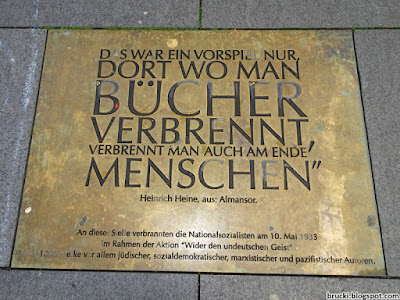 DAS WAR EIN VORSPIEL NUR,
DORT WO MAN
BÜCHER
VERBRENNT,
VERBRENNT MAN AUCH AM ENDE
MENSCHEN”
Heinrich Heine, aus: Almansor.
An dieser Stelle verbrannten die Nationalsozialisten am 10. Mai 1933
im Rahmen der Aktion “Wider den undeutschen Geist”
allem jüdischer, sozialdemokratischer, marxistischer und pazifistischer Autoren.
brucki.blogspot.com